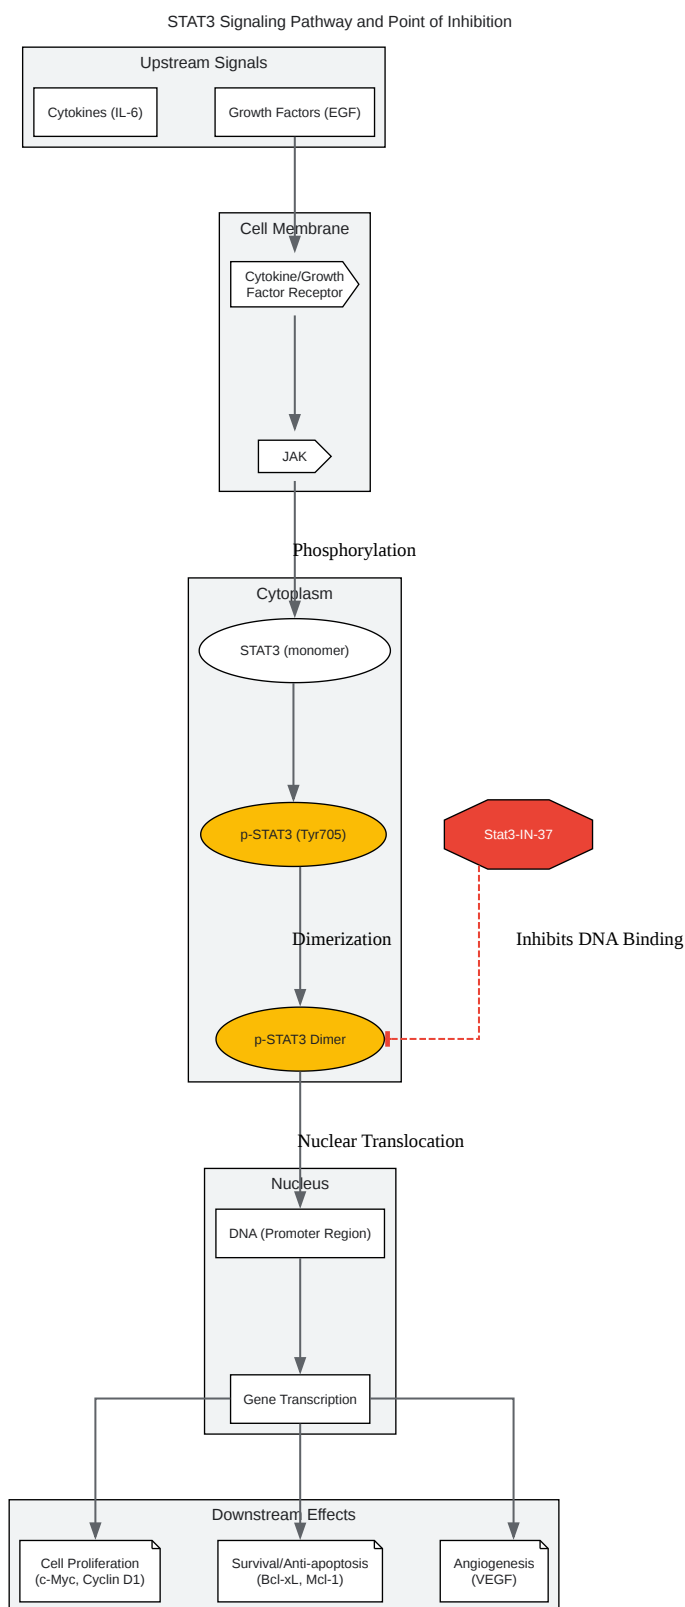 STAT3 Signaling Pathway and Point of Inhibition
Upstream Signals
Cytokines (IL-6)
Growth Factors (EGF)
Cell Membrane
Cytokine/Growth
Factor Receptor
JAK
Phosphorylation
Cytoplasm
STAT3 (monomer)
p-STAT3 (Tyr705)
Stat3-IN-37
Dimerization
Inhibits DNA Binding
p-STAT3 Dimer
Nuclear Translocation
Nucleus
DNA (Promoter Region)
Gene Transcription
Downstream Effects
Cell Proliferation
(c-Myc, Cyclin D1)
Survival/Anti-apoptosis
(Bcl-xL, Mcl-1)
Angiogenesis
(VEGF)